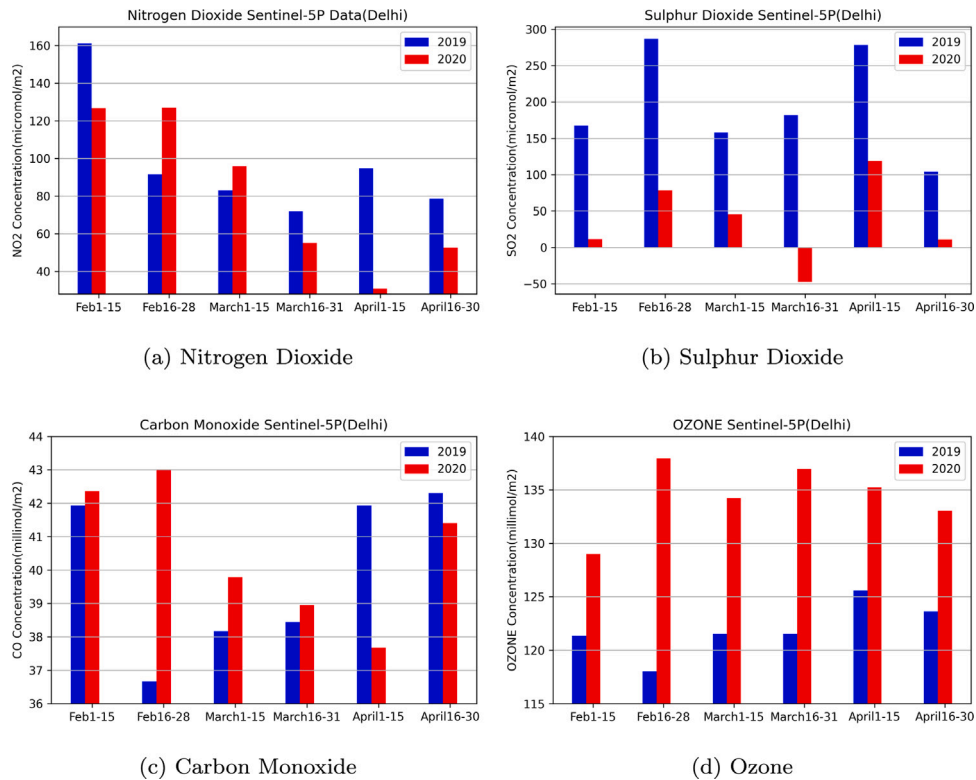 Nitrogen Dioxide Sentinel-5P Data(Delhi)
NO2 Concentration(micromol/m2)
160
140
120
100
80
60
40
2019
2020
Feb1-15 Feb16-28 March1-15 March16-31 April1-15 April16-30
(a) Nitrogen Dioxide
Sulphur Dioxide Sentinel-5P(Delhi)
SO2 Concentration(micromol/m2)
300
250
200
150
100
50
0
−50
2019
2020
Feb1-15 Feb16-28 March1-15 March16-31 April1-15 April16-30
(b) Sulphur Dioxide
Carbon Monoxide Sentinel-5P(Delhi)
CO Concentration(millimol/m2)
44
43
42
41
40
39
38
37
36
2019
2020
Feb1-15 Feb16-28 March1-15 March16-31 April1-15 April16-30
(c) Carbon Monoxide
OZONE Sentinel-5P(Delhi)
OZONE Concentration(millimol/m2)
140
135
130
125
120
115
2019
2020
Feb1-15 Feb16-28 March1-15 March16-31 April1-15 April16-30
(d) Ozone